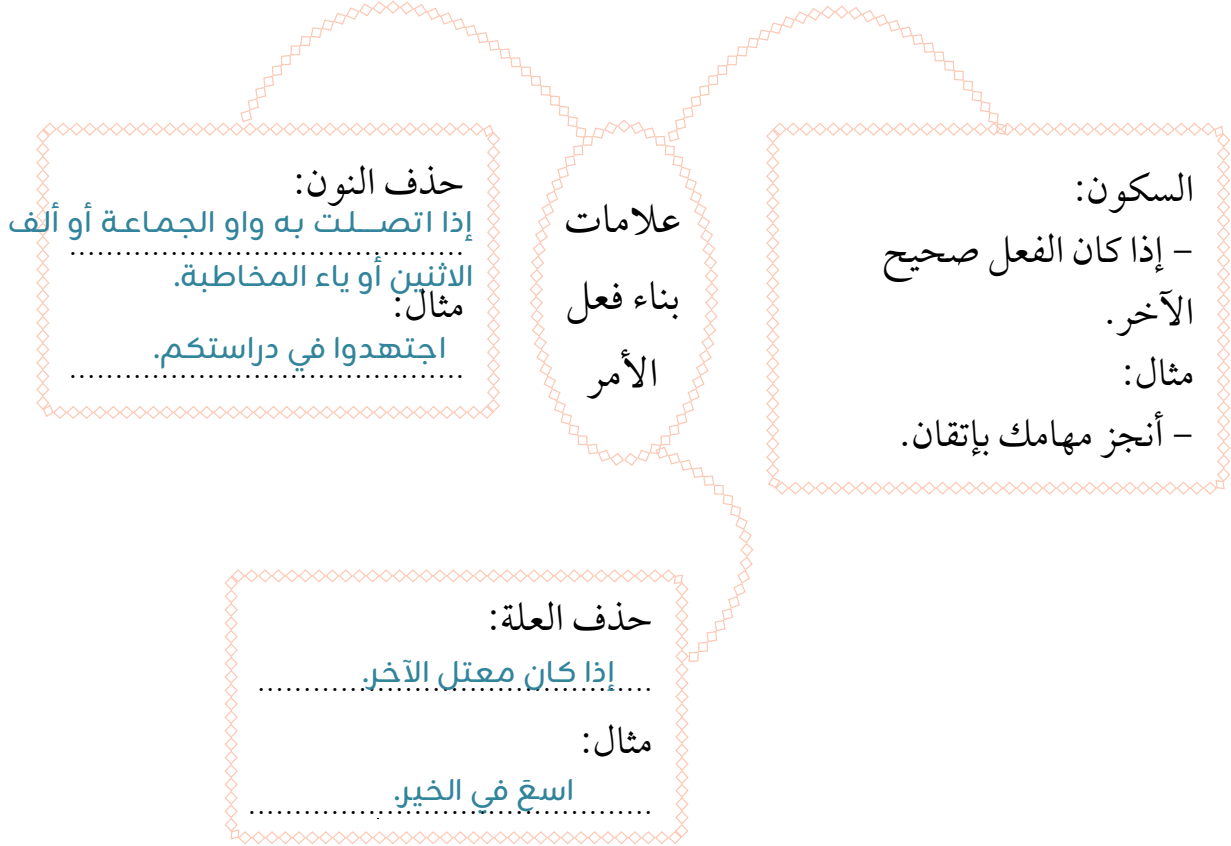 علامات
بناء فعل
الأمر
السكون:
– إذا كان الفعل صحيح
الآخر.
مثال:
– أنجز مهامك بإتقان.
حذف النون:
إذا اتصـــلت به واو الجماعة أو ألف
الاثنين أو ياء المخاطبة.
مثال:
اجتهدوا في دراستكم.
حذف العلة:
إذا كان معتل الآخر.
مثال:
اسعَ في الخير.